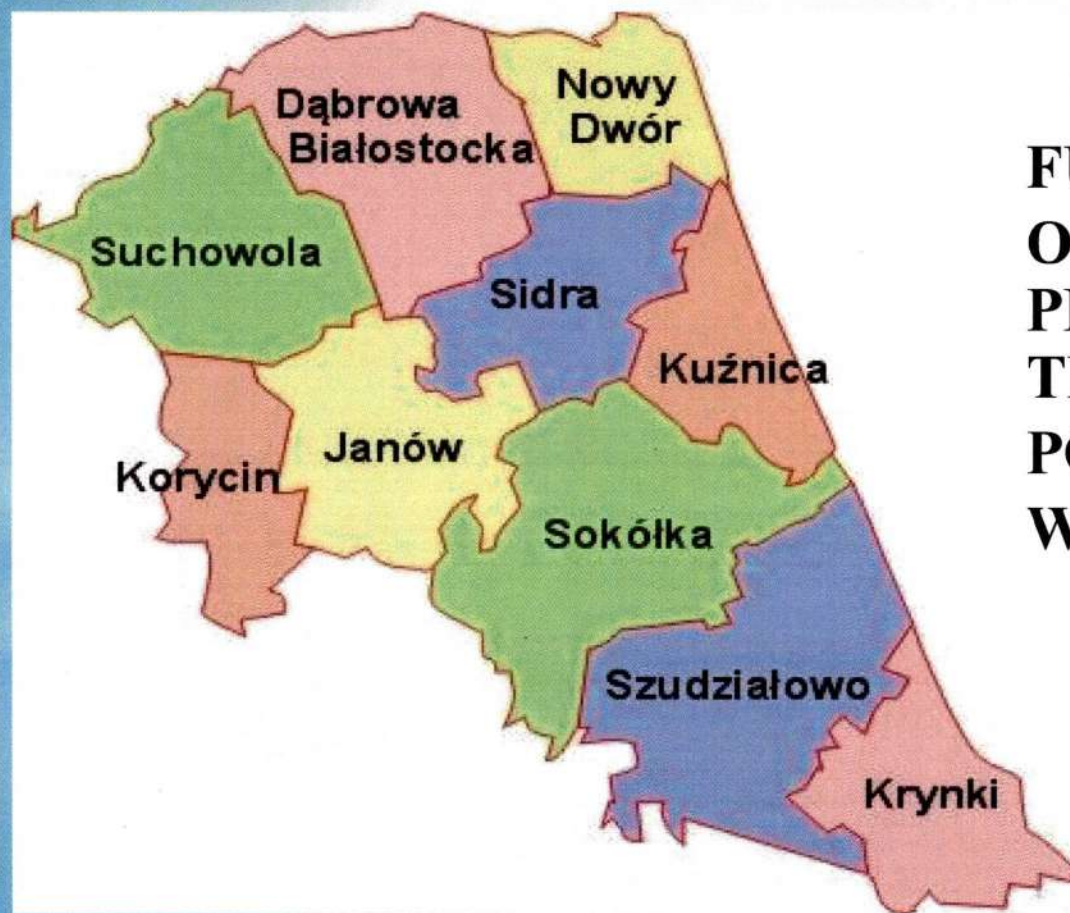 Dąbrowa
Białostocka
Nowy
Dwór
Suchowola
Sidra
Kuźnica
Janów
Korycin
Sokółka
Szudziałowo
Krynki